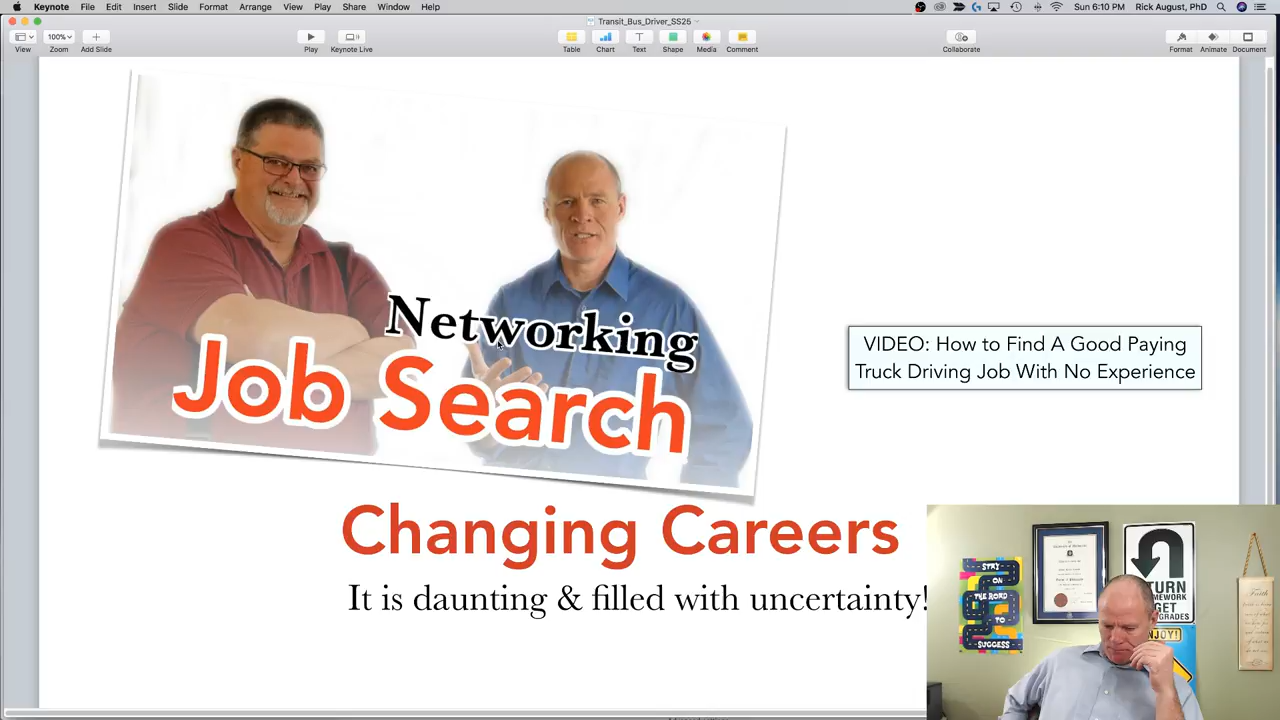 Keynote File Edit Insert Slide Format Arrange View Play Share Window Help
Sun 6:10 PM Rick August, PhD
Transit_Bus_Driver_SS25
100%
View Zoom Add Slide Play Keynote Live Table Chart Text Shape Media Comment Collaborate Format Animate Document
Networking
Job Search
VIDEO: How to Find A Good Paying
Truck Driving Job With No Experience
Changing Careers
It is daunting & filled with uncertainty!
STAY
ON
THE ROAD
TO
SUCCESS
TURN
GET
GRADES
ENJOY!
Faith